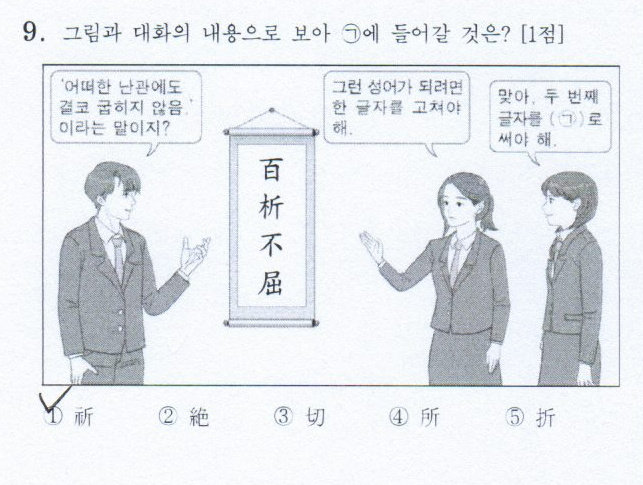 9. 그림과 대화의 내용으로 보아 ㉠에 들어갈 것은? [1점]
'어떠한 난관에도
결코 굽히지 않음.'
이라는 말이지?
그런 성어가 되려면
한 글자를 고쳐야
해.
맞아, 두 번째
글자를 (㉠)로
써야 해.
百
析
不
屈
① 祈 ② 絶 ③ 切 ④ 所 ⑤ 折